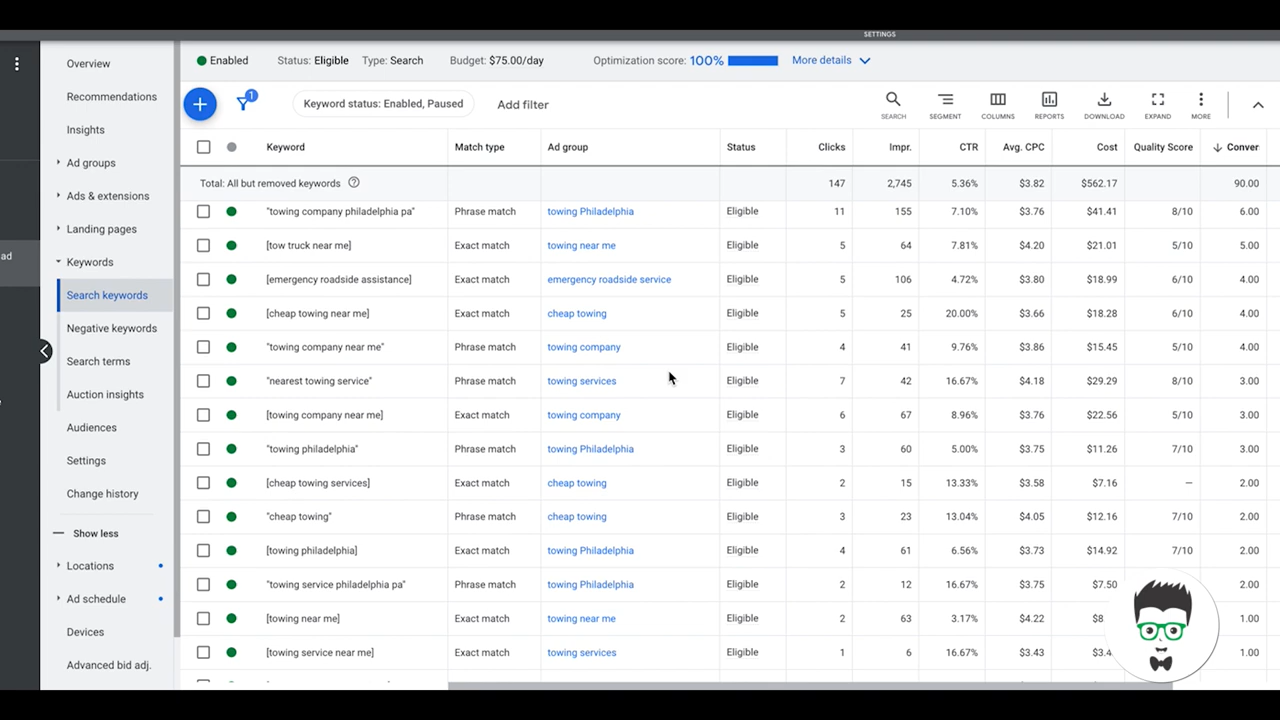 SETTINGS
Enabled Status: Eligible Type: Search Budget: $75.00/day Optimization score: 100% More details
1
Keyword status: Enabled, Paused Add filter
SEARCH SEGMENT COLUMNS REPORTS DOWNLOAD EXPAND MORE
Overview
Recommendations
Insights
Ad groups
Ads & extensions
Landing pages
Keywords
Search keywords
Negative keywords
Search terms
Auction insights
Audiences
Settings
Change history
Show less
Locations
Ad schedule
Devices
Advanced bid adj.
ad
Keyword Match type Ad group Status Clicks Impr. CTR Avg. CPC Cost Quality Score Conver
Total: All but removed keywords 147 2,745 5.36% $3.82 $562.17 90.00
"towing company philadelphia pa" Phrase match towing Philadelphia Eligible 11 155 7.10% $3.76 $41.41 8/10 6.00
[tow truck near me] Exact match towing near me Eligible 5 64 7.81% $4.20 $21.01 5/10 5.00
[emergency roadside assistance] Exact match emergency roadside service Eligible 5 106 4.72% $3.80 $18.99 6/10 4.00
[cheap towing near me] Exact match cheap towing Eligible 5 25 20.00% $3.66 $18.28 6/10 4.00
"towing company near me" Phrase match towing company Eligible 4 41 9.76% $3.86 $15.45 5/10 4.00
"nearest towing service" Phrase match towing services Eligible 7 42 16.67% $4.18 $29.29 8/10 3.00
[towing company near me] Exact match towing company Eligible 6 67 8.96% $3.76 $22.56 5/10 3.00
"towing philadelphia" Phrase match towing Philadelphia Eligible 3 60 5.00% $3.75 $11.26 7/10 3.00
[cheap towing services] Exact match cheap towing Eligible 2 15 13.33% $3.58 $7.16 — 2.00
"cheap towing" Phrase match cheap towing Eligible 3 23 13.04% $4.05 $12.16 7/10 2.00
[towing philadelphia] Exact match towing Philadelphia Eligible 4 61 6.56% $3.73 $14.92 7/10 2.00
"towing service philadelphia pa" Phrase match towing Philadelphia Eligible 2 12 16.67% $3.75 $7.50 2.00
[towing near me] Exact match towing near me Eligible 2 63 3.17% $4.22 $8 1.00
[towing service near me] Exact match towing services Eligible 1 6 16.67% $3.43 $3.4 1.00